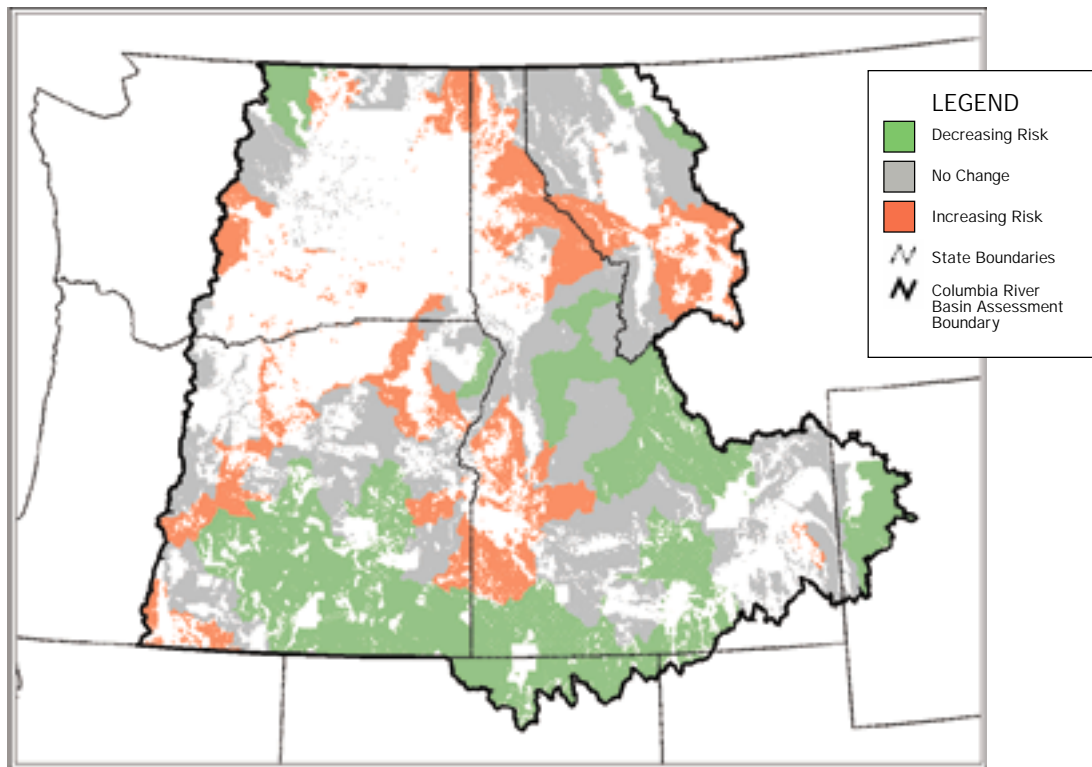 LEGEND
Decreasing Risk
No Change
Increasing Risk
State Boundaries
Columbia River
Basin Assessment
Boundary